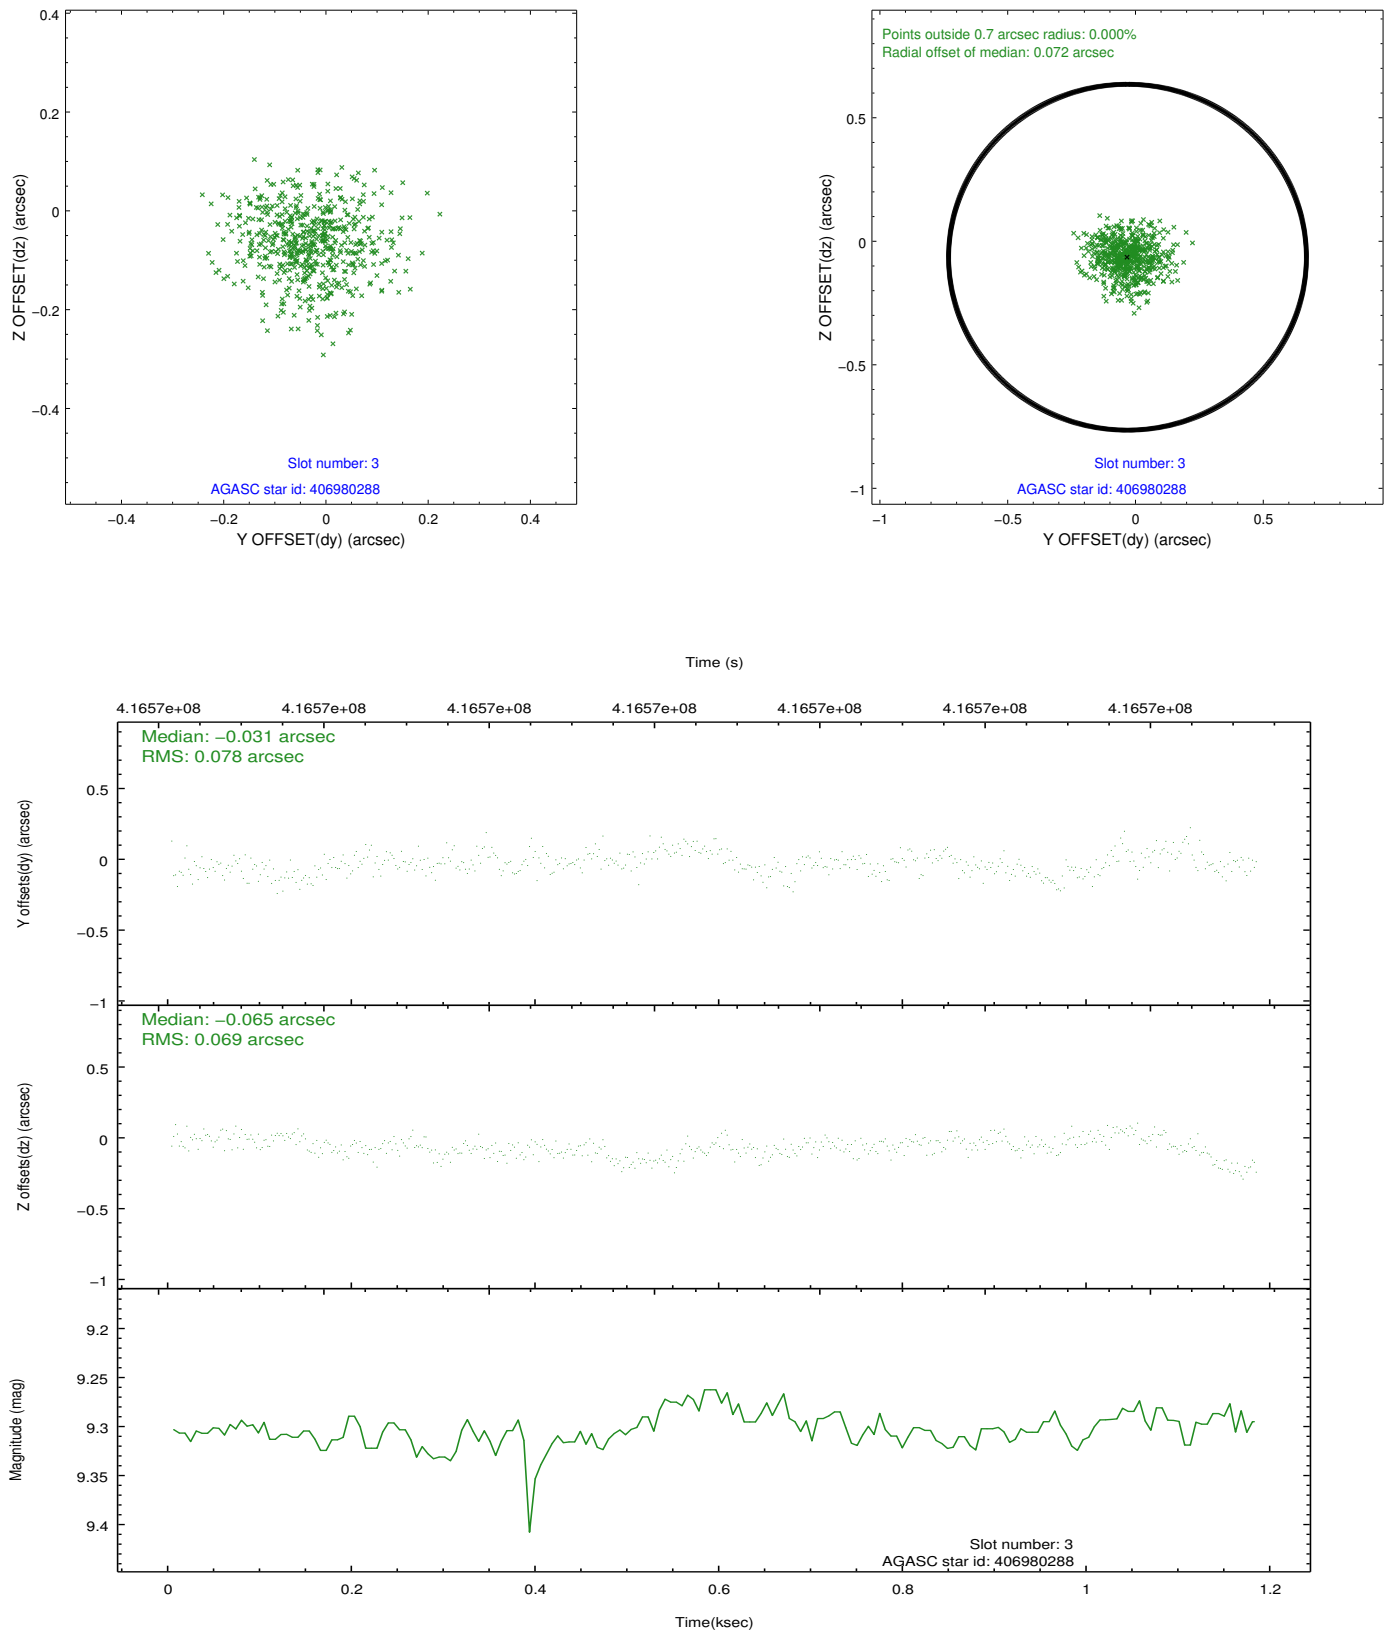 0.4
0.2
0
−0.2
−0.4
Z OFFSET(dz) (arcsec)
Slot number: 3
AGASC star id: 406980288
−0.4 −0.2 0 0.2 0.4
Y OFFSET(dy) (arcsec)
Points outside 0.7 arcsec radius: 0.000%
Radial offset of median: 0.072 arcsec
0.5
0
−0.5
−1
Z OFFSET(dz) (arcsec)
Slot number: 3
AGASC star id: 406980288
−1 −0.5 0 0.5
Y OFFSET(dy) (arcsec)
Time (s)
4.1657e+08 4.1657e+08 4.1657e+08 4.1657e+08 4.1657e+08 4.1657e+08 4.1657e+08
Median: −0.031 arcsec
RMS: 0.078 arcsec
0.5
0
−0.5
−1
Y offsets(dy) (arcsec)
Median: −0.065 arcsec
RMS: 0.069 arcsec
0.5
0
−0.5
−1
Z offsets(dz) (arcsec)
9.2
9.25
9.3
9.35
9.4
Magnitude (mag)
Slot number: 3
AGASC star id: 406980288
0 0.2 0.4 0.6 0.8 1 1.2
Time(ksec)